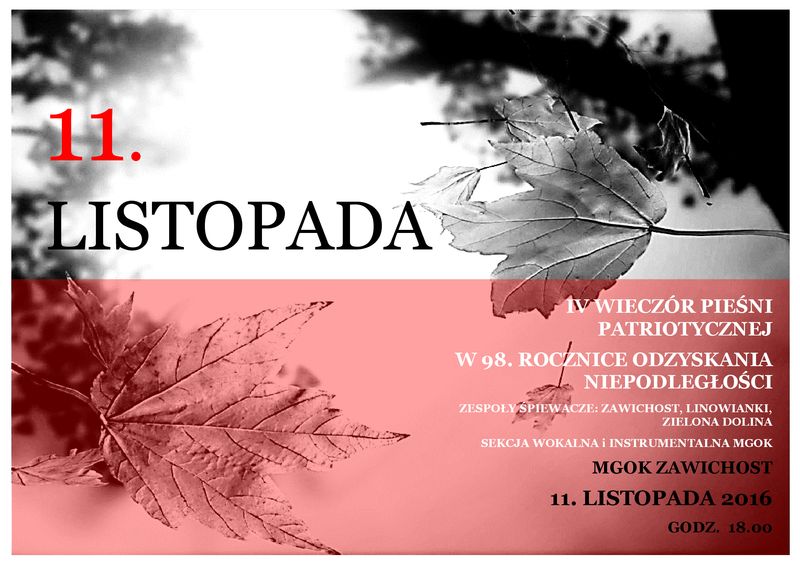 11.
LISTOPADA
IV WIECZÓR PIEŚNI
PATRIOTYCZNEJ
W 98. ROCZNICE ODZYSKANIA
NIEPODLEGŁOŚCI
ZESPOŁY ŚPIEWACZE: ZAWICHOST, LINOWIANKI,
ZIELONA DOLINA
SEKCJA WOKALNA i INSTRUMENTALNA MGOK
MGOK ZAWICHOST
11. LISTOPADA 2016
GODZ. 18.00